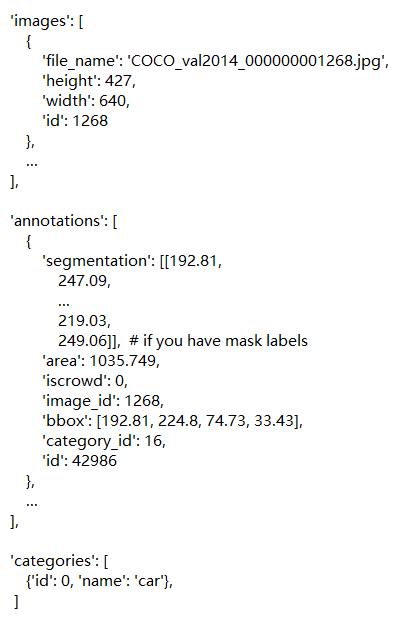 'images': [
    {
        'file_name': 'COCO_val2014_000000001268.jpg',
        'height': 427,
        'width': 640,
        'id': 1268
    },
    ...
],

'annotations': [
    {
        'segmentation': [[192.81,
            247.09,
            ...
            219.03,
            249.06]],  # if you have mask labels
        'area': 1035.749,
        'iscrowd': 0,
        'image_id': 1268,
        'bbox': [192.81, 224.8, 74.73, 33.43],
        'category_id': 16,
        'id': 42986
    },
    ...
],

'categories': [
    {'id': 0, 'name': 'car'},
 ]